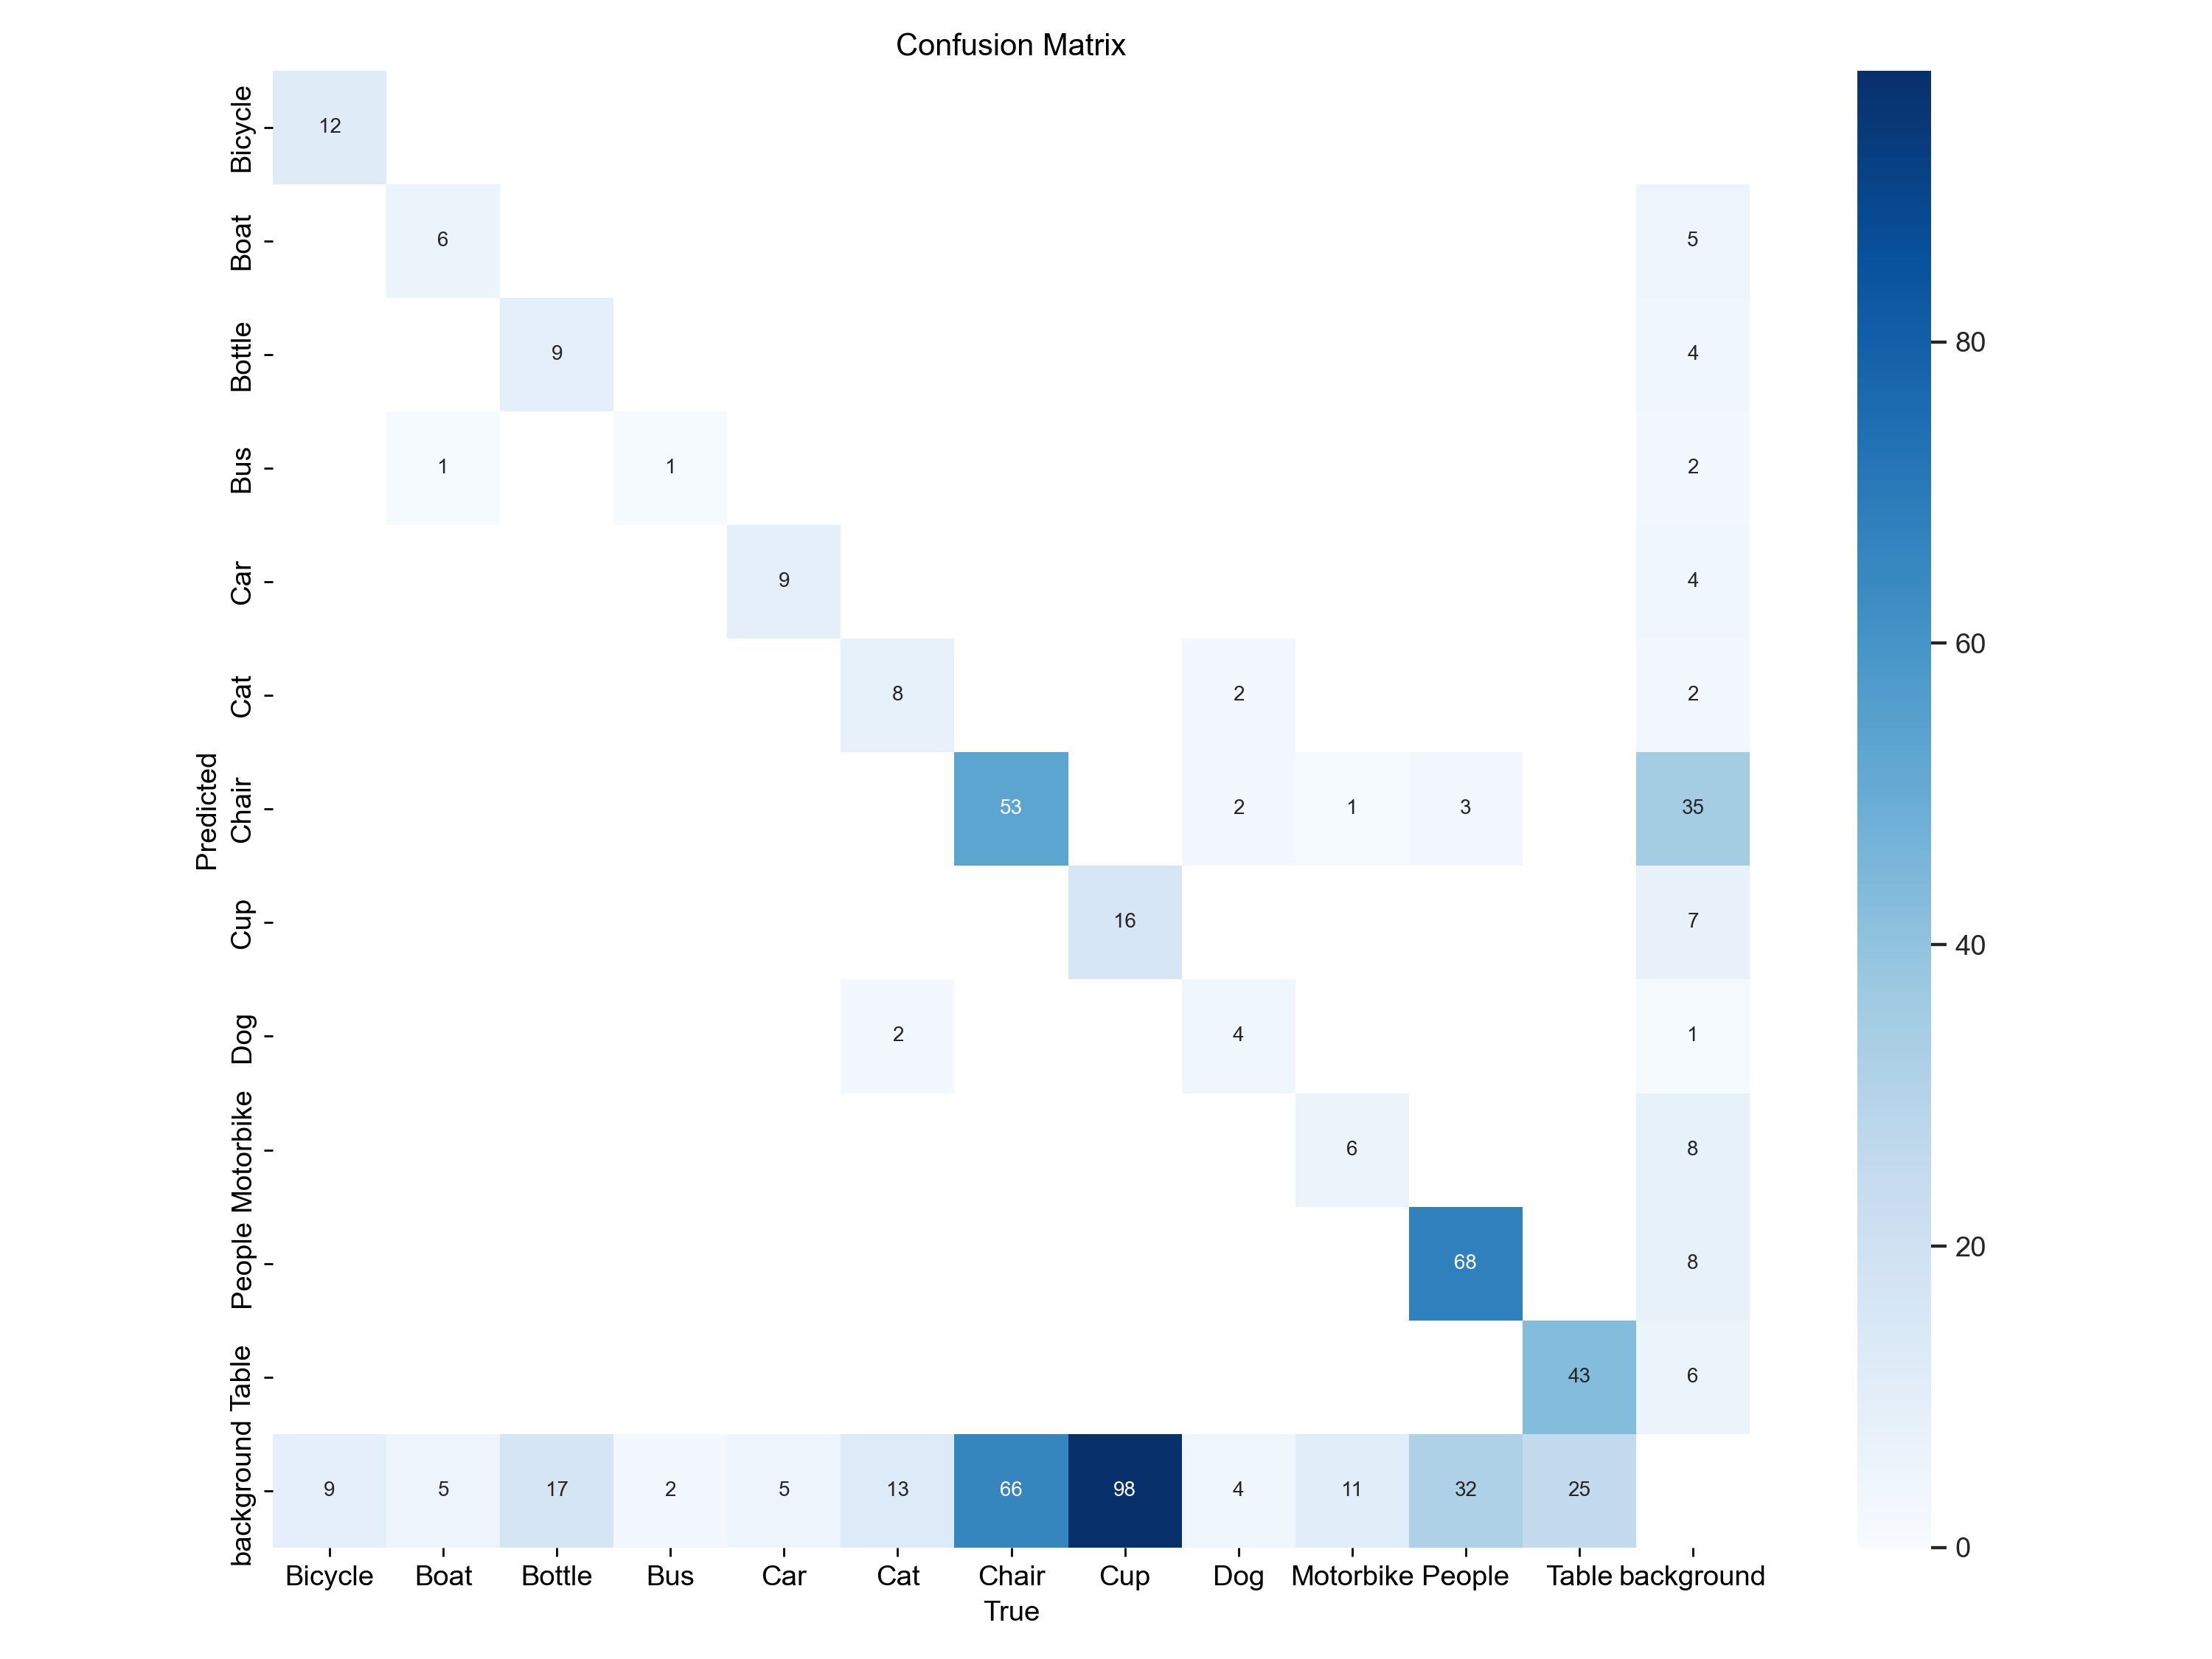 Confusion Matrix
Bicycle 12
Boat 6 5
Bottle 9 4
Bus 1 1 2
Car 9 4
Cat 8 2 2
Chair 53 2 1 3 35
Cup 16 7
Dog 2 4 1
Motorbike 6 8
People 68 8
Table 43 6
background 9 5 17 2 5 13 66 98 4 11 32 25
Predicted
Bicycle Boat Bottle Bus Car Cat Chair Cup Dog Motorbike People Table background
True
80
60
40
20
0